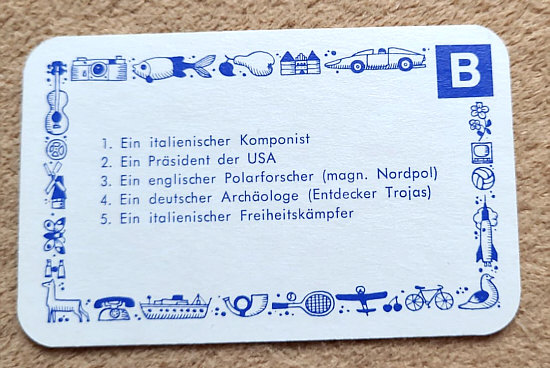 B
1. Ein italienischer Komponist
2. Ein Präsident der USA
3. Ein englischer Polarforscher (magn. Nordpol)
4. Ein deutscher Archäologe (Entdecker Trojas)
5. Ein italienischer Freiheitskämpfer